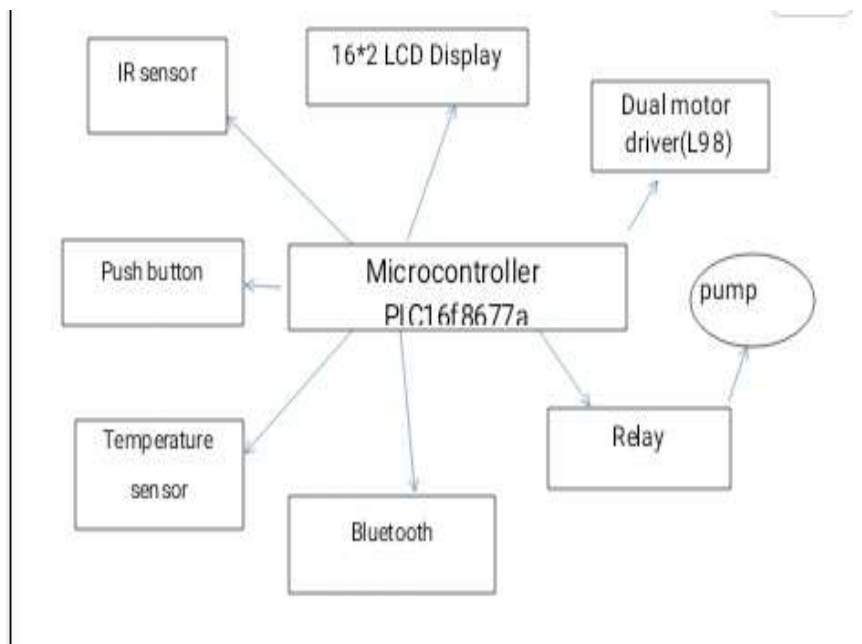 IR sensor
16*2 LCD Display
Dual motor
driver(L98)
Push button
Microcontroller
PIC16f8677a
pump
Temperature
sensor
Relay
Bluetooth